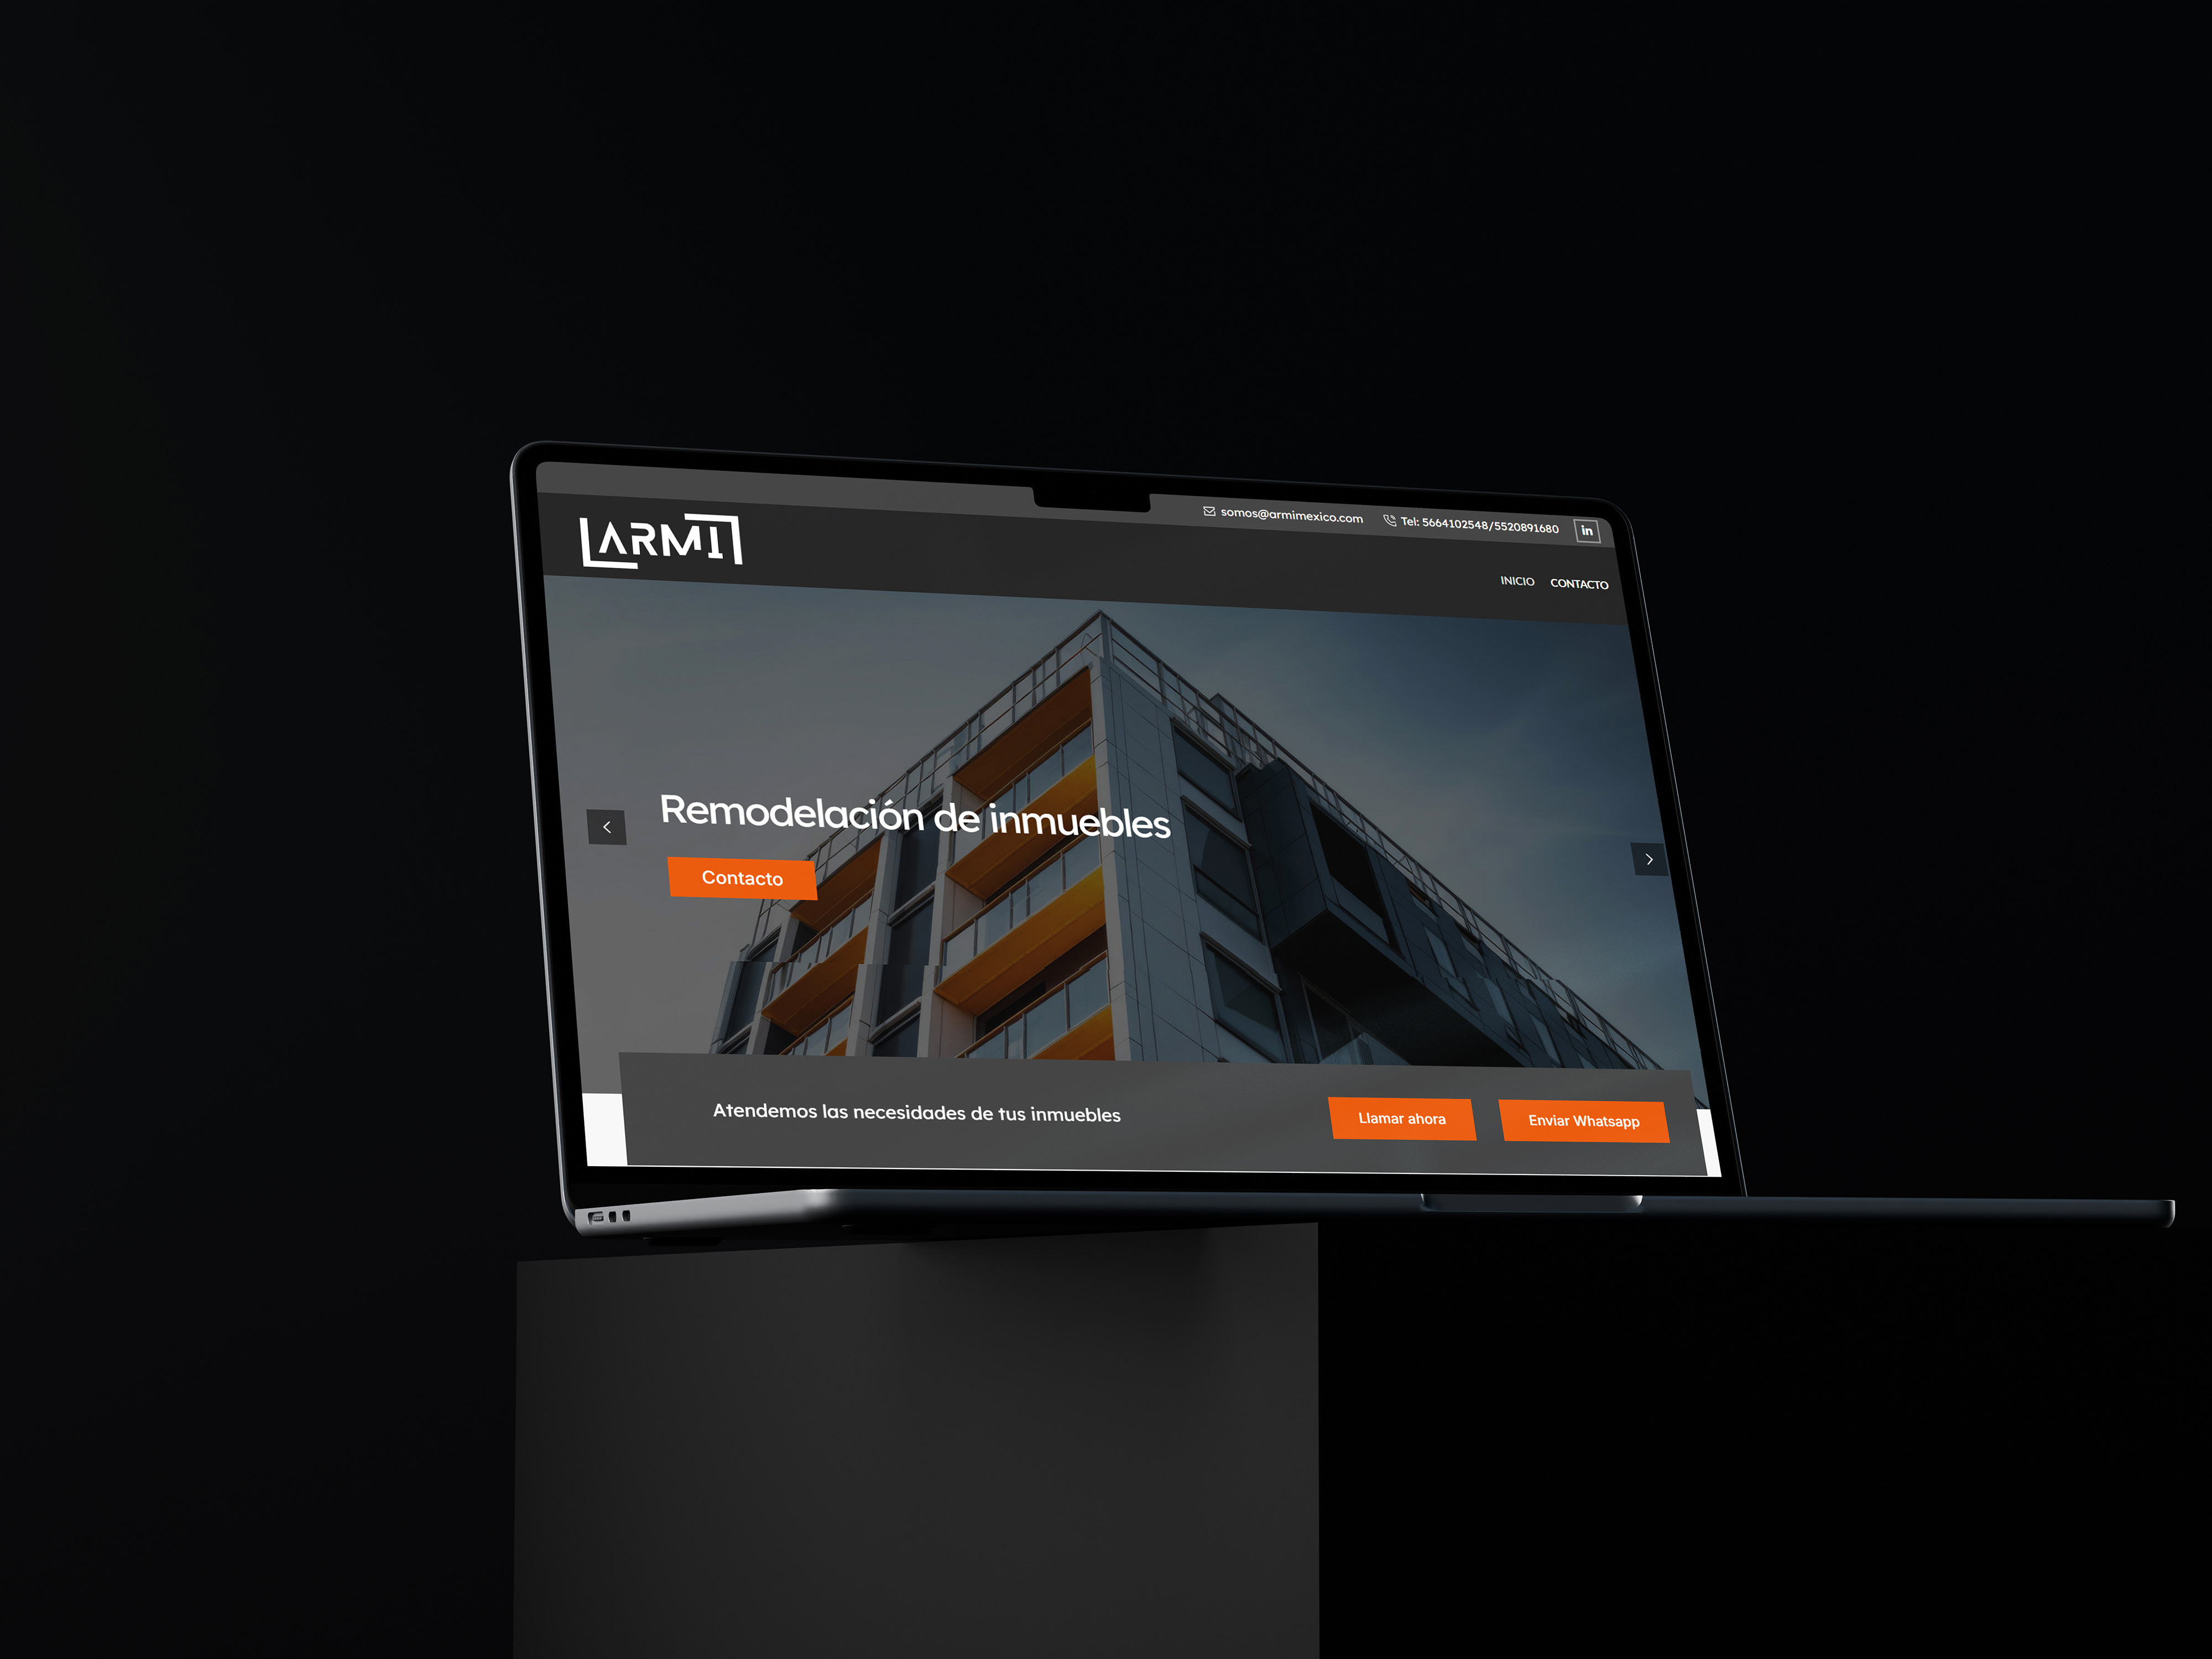 somos@armimexico.com
Tel: 5664102548/5520891680
in
ARMI
INICIO
CONTACTO
Remodelación de inmuebles
Contacto
Atendemos las necesidades de tus inmuebles
Llamar ahora
Enviar Whatsapp